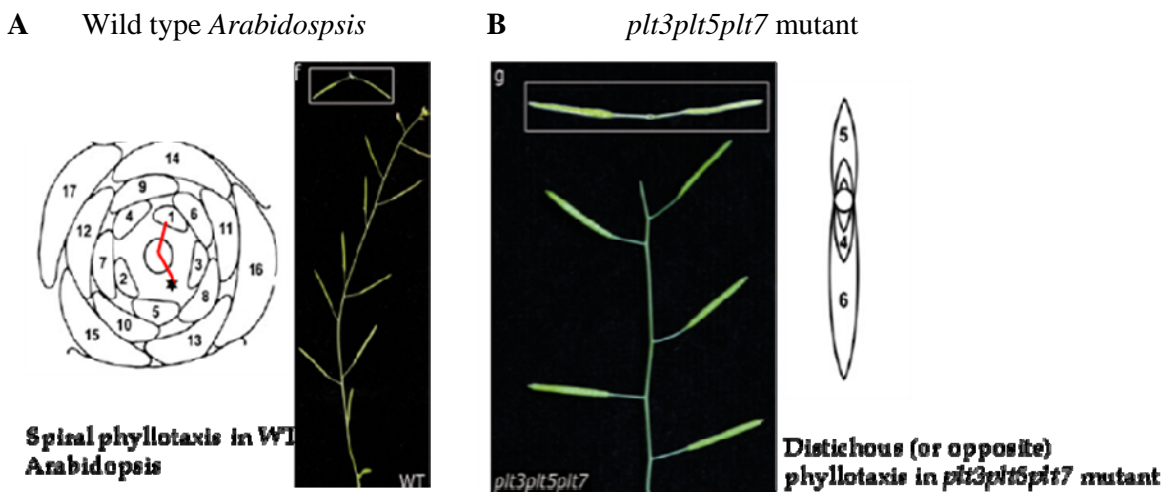 A Wild type Arabidospsis
B plt3plt5plt7 mutant
f
g
14
17
9
4
1
6
12
11
7
3
16
2
8
5
10
15
13
5
4
6
WT
plt3plt5plt7
Spiral phyllotaxis in WT
Arabidopsis
Distichous (or opposite)
phyllotaxis in plt3plt5plt7 mutant